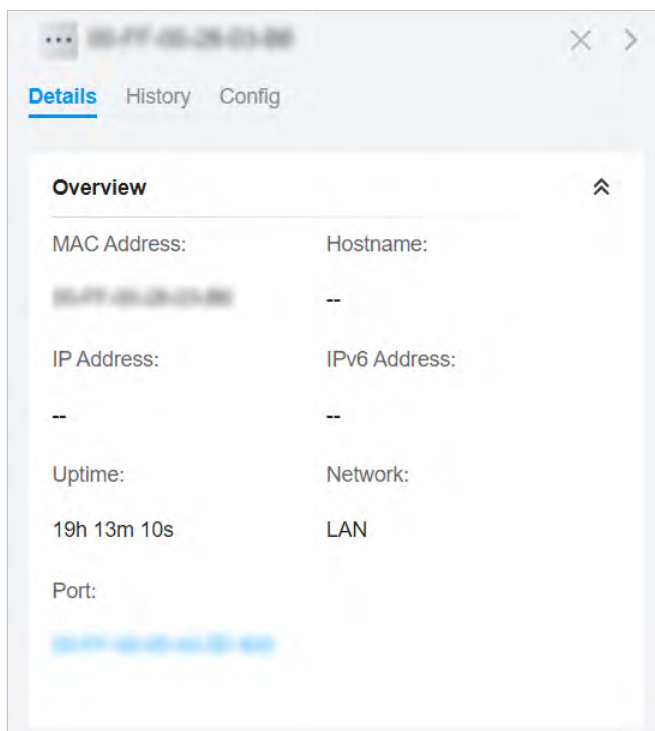 Details History Config
Overview
MAC Address: Hostname:
--
IP Address: IPv6 Address:
-- --
Uptime: Network:
19h 13m 10s LAN
Port: